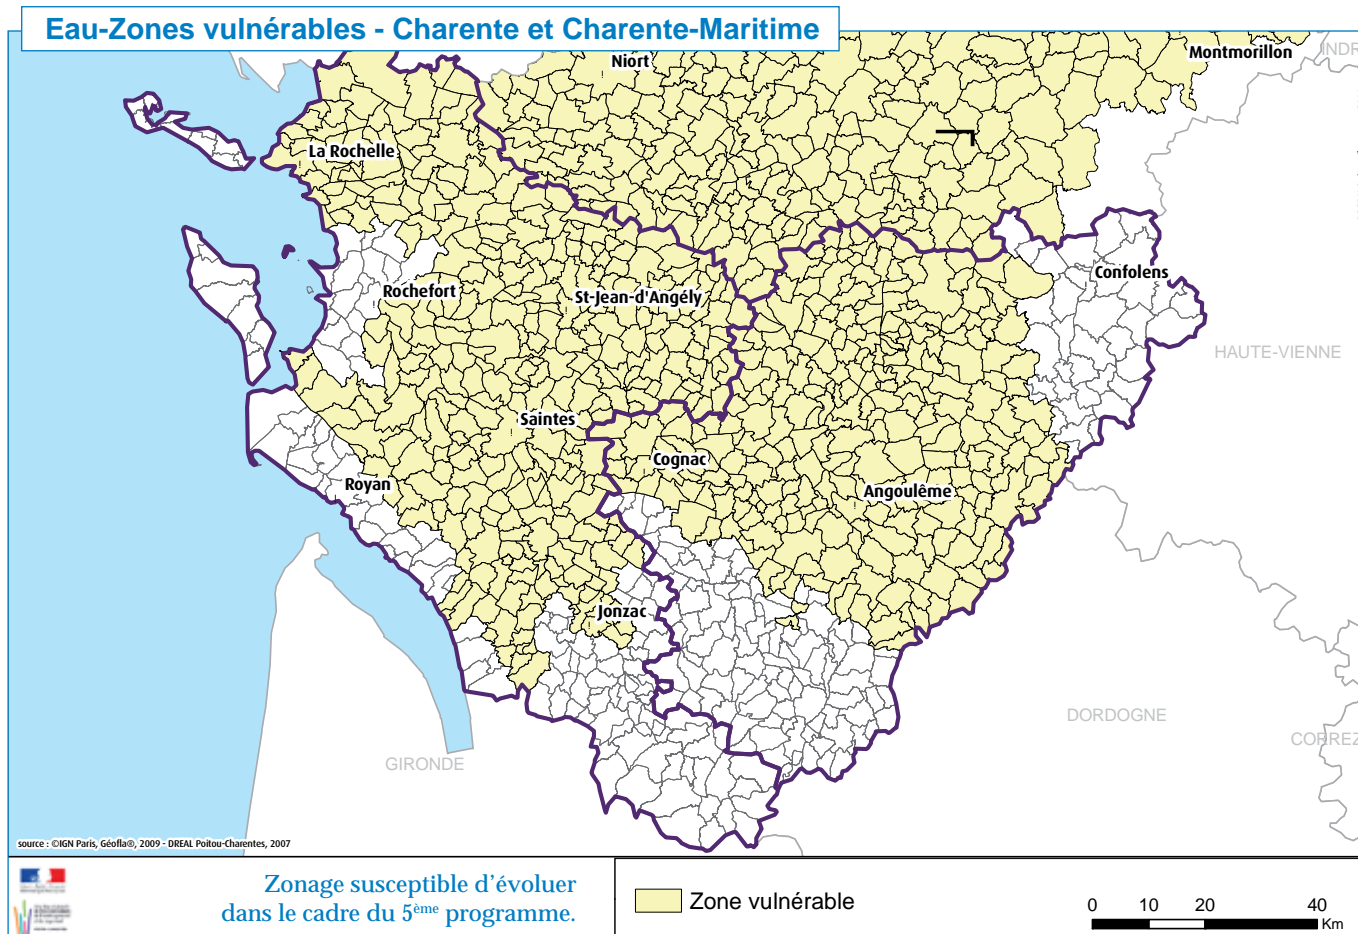 Eau-Zones vulnérables - Charente et Charente-Maritime
Niort
Montmorillon
INDR
La Rochelle
Rochefort
St-Jean-d'Angély
Confolens
HAUTE-VIENNE
Saintes
Cognac
Royan
Angoulême
Jonzac
DORDOGNE
CORREZ
GIRONDE
source : ©IGN Paris, Géofla®, 2009 - DREAL Poitou-Charentes, 2007
Zonage susceptible d'évoluer
dans le cadre du 5ème programme.
Zone vulnérable
0 10 20 40
Km